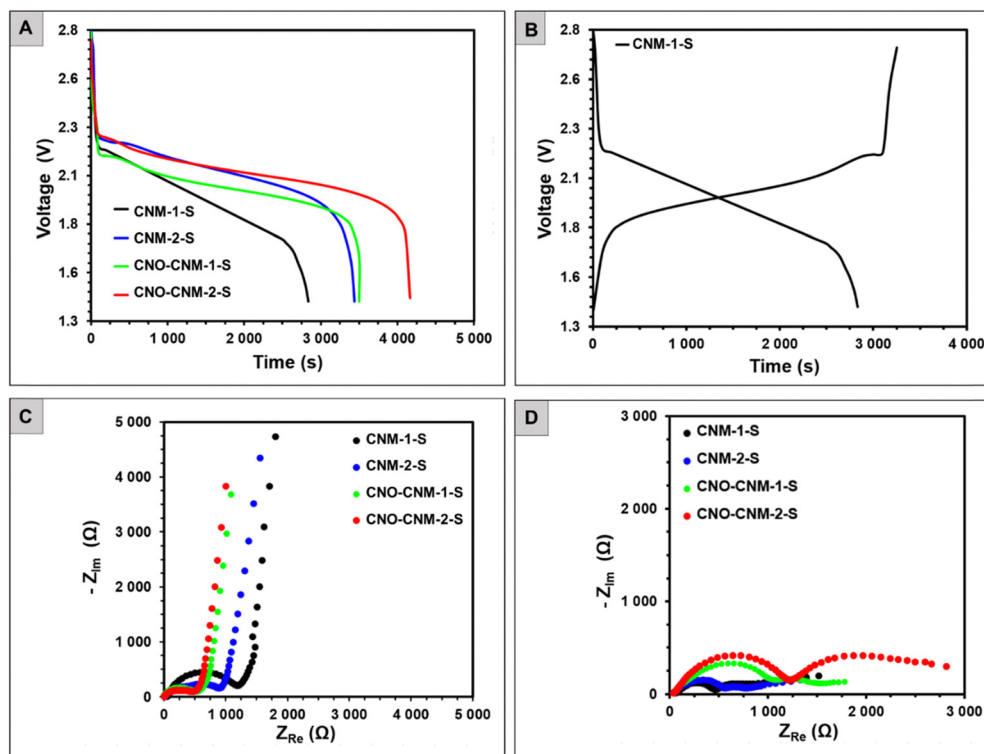 A
2.8
2.6
2.3
2.1
1.8
1.6
1.3
Voltage (V)
CNM-1-S
CNM-2-S
CNO-CNM-1-S
CNO-CNM-2-S
0
1 000
2 000
3 000
4 000
5 000
Time (s)
B
2.8
2.6
2.3
2.1
1.8
1.6
1.3
Voltage (V)
CNM-1-S
0
1 000
2 000
3 000
4 000
Time (s)
C
5 000
4 000
3 000
2 000
1 000
0
- ZIm (Ω)
CNM-1-S
CNM-2-S
CNO-CNM-1-S
CNO-CNM-2-S
0
1 000
2 000
3 000
4 000
5 000
ZRe (Ω)
D
3 000
2 000
1 000
0
- ZIm (Ω)
CNM-1-S
CNM-2-S
CNO-CNM-1-S
CNO-CNM-2-S
0
1 000
2 000
3 000
ZRe (Ω)